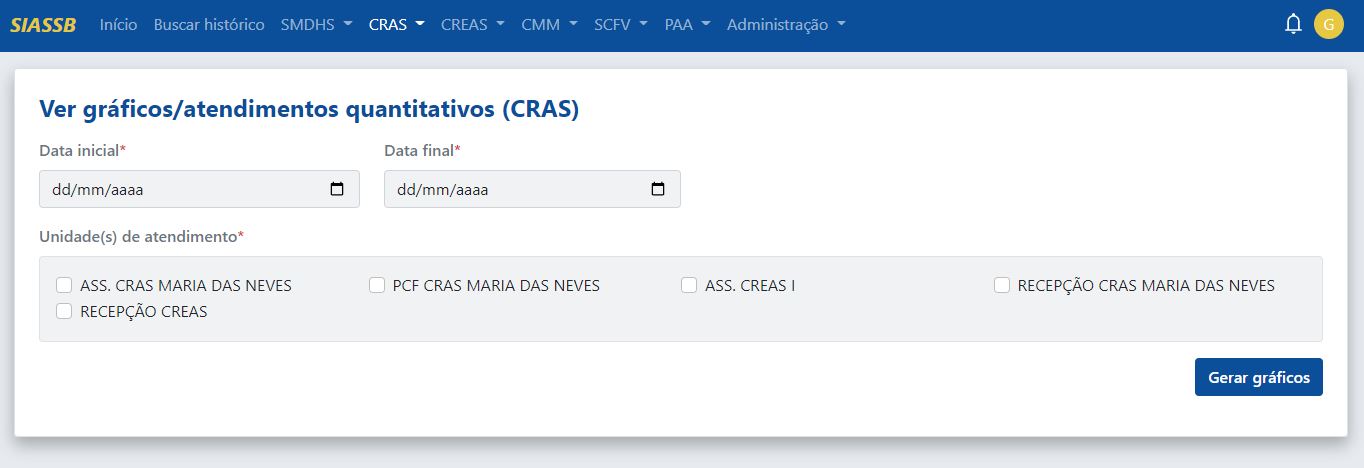 SIASSB Início Buscar histórico SMDHS CRAS CREAS CMM SCFV PAA Administração G
Ver gráficos/atendimentos quantitativos (CRAS)
Data inicial* Data final*
dd/mm/aaaa dd/mm/aaaa
Unidade(s) de atendimento*
ASS. CRAS MARIA DAS NEVES PCF CRAS MARIA DAS NEVES ASS. CREAS I RECEPÇÃO CRAS MARIA DAS NEVES
RECEPÇÃO CREAS
Gerar gráficos